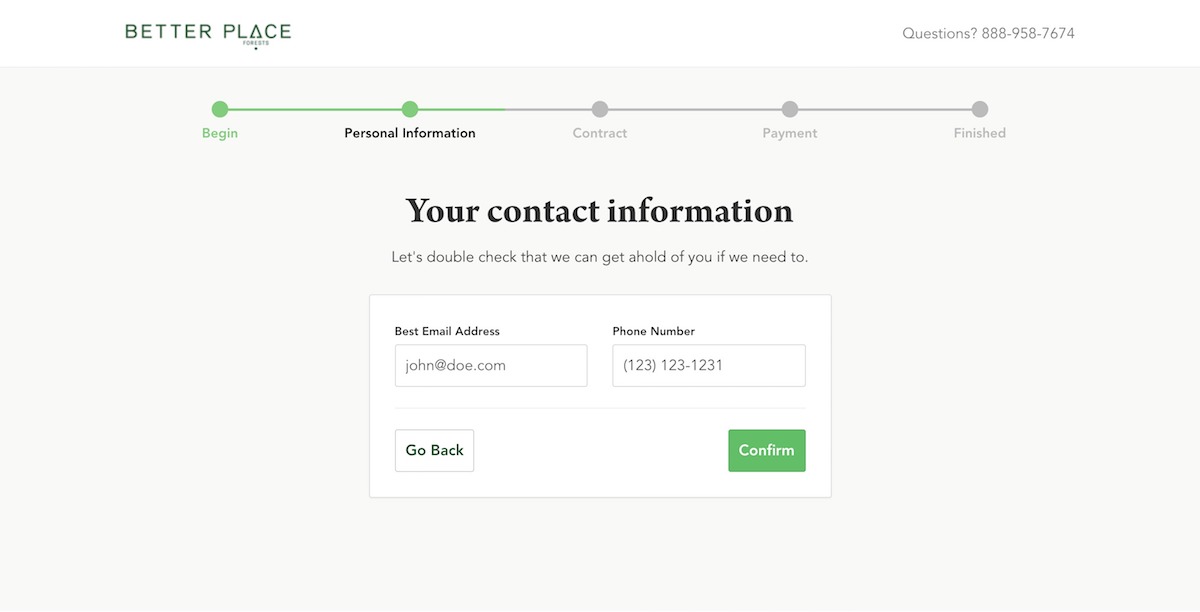 BETTER PLACE
FORESTS
Questions? 888-958-7674
Begin
Personal Information
Contract
Payment
Finished
Your contact information
Let's double check that we can get ahold of you if we need to.
Best Email Address
Phone Number
john@doe.com
(123) 123-1231
Go Back
Confirm